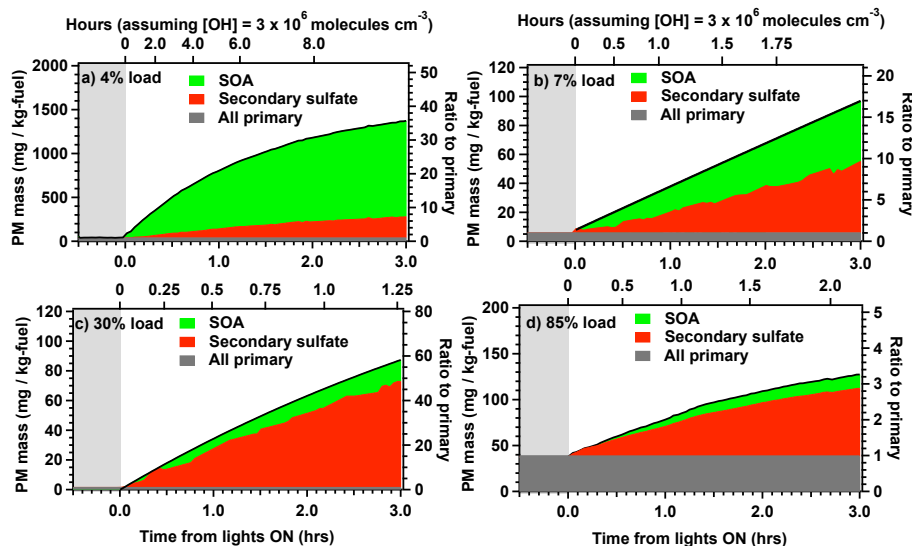 Hours (assuming [OH] = 3 x 10^6 molecules cm^-3)
0 2.0 4.0 6.0 8.0
PM mass (mg / kg-fuel)
2000
1500
1000
500
0
a) 4% load
SOA
Secondary sulfate
All primary
50
40
30
20
10
0
Ratio to primary
0.0 1.0 2.0 3.0
Hours (assuming [OH] = 3 x 10^6 molecules cm^-3)
0 0.5 1.0 1.5 1.75
PM mass (mg / kg-fuel)
120
100
80
60
40
20
0
b) 7% load
SOA
Secondary sulfate
All primary
20
15
10
5
0
Ratio to primary
0.0 1.0 2.0 3.0
0 0.25 0.5 0.75 1.0 1.25
PM mass (mg / kg-fuel)
120
100
80
60
40
20
0
c) 30% load
SOA
Secondary sulfate
All primary
80
60
40
20
0
Ratio to primary
0.0 1.0 2.0 3.0
Time from lights ON (hrs)
0 0.5 1.0 1.5 2.0
PM mass (mg / kg-fuel)
200
150
100
50
0
d) 85% load
SOA
Secondary sulfate
All primary
5
4
3
2
1
0
Ratio to primary
0.0 1.0 2.0 3.0
Time from lights ON (hrs)